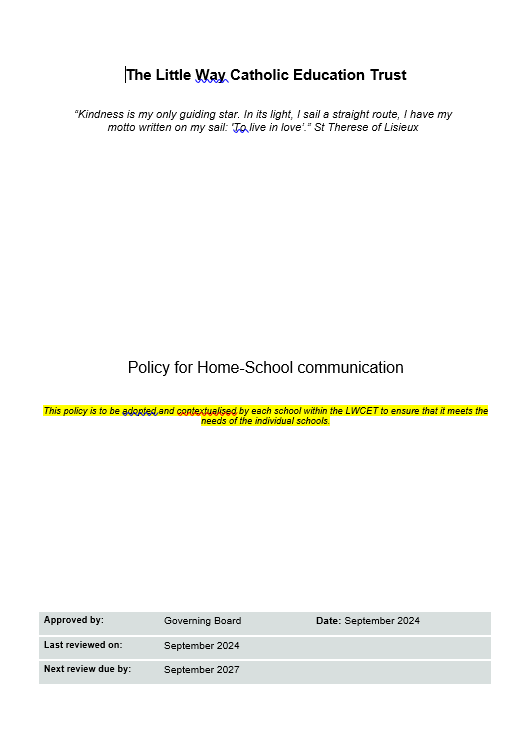 The Little Way Catholic Education Trust
“Kindness is my only guiding star. In its light, I sail a straight route, I have my
motto written on my sail: ‘To live in love’.” St Therese of Lisieux
Policy for Home-School communication
This policy is to be adopted and contextualised by each school within the LWCET to ensure that it meets the
needs of the individual schools.
Approved by: Governing Board Date: September 2024
Last reviewed on: September 2024
Next review due by: September 2027